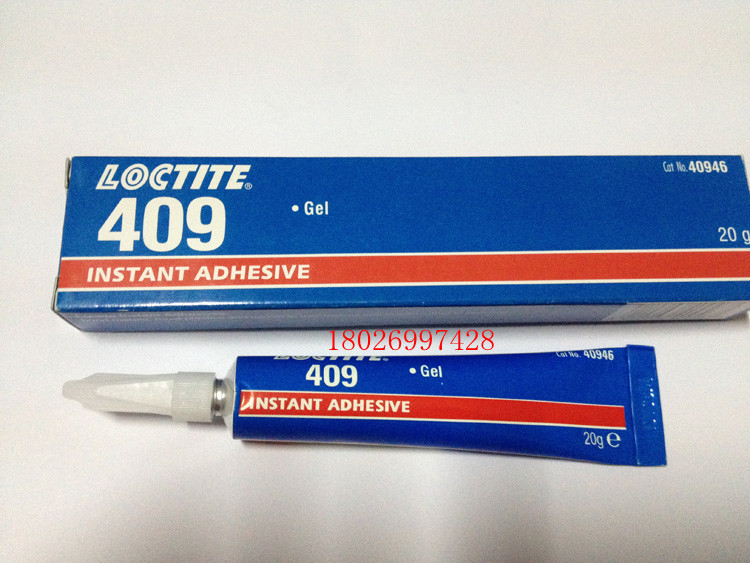 LOCTITE®
409
• Gel
Cat No. 40946
20 g
INSTANT ADHESIVE
18026997428
LOCTITE®
409
• Gel
Cat No. 40946
INSTANT ADHESIVE
20g ℮